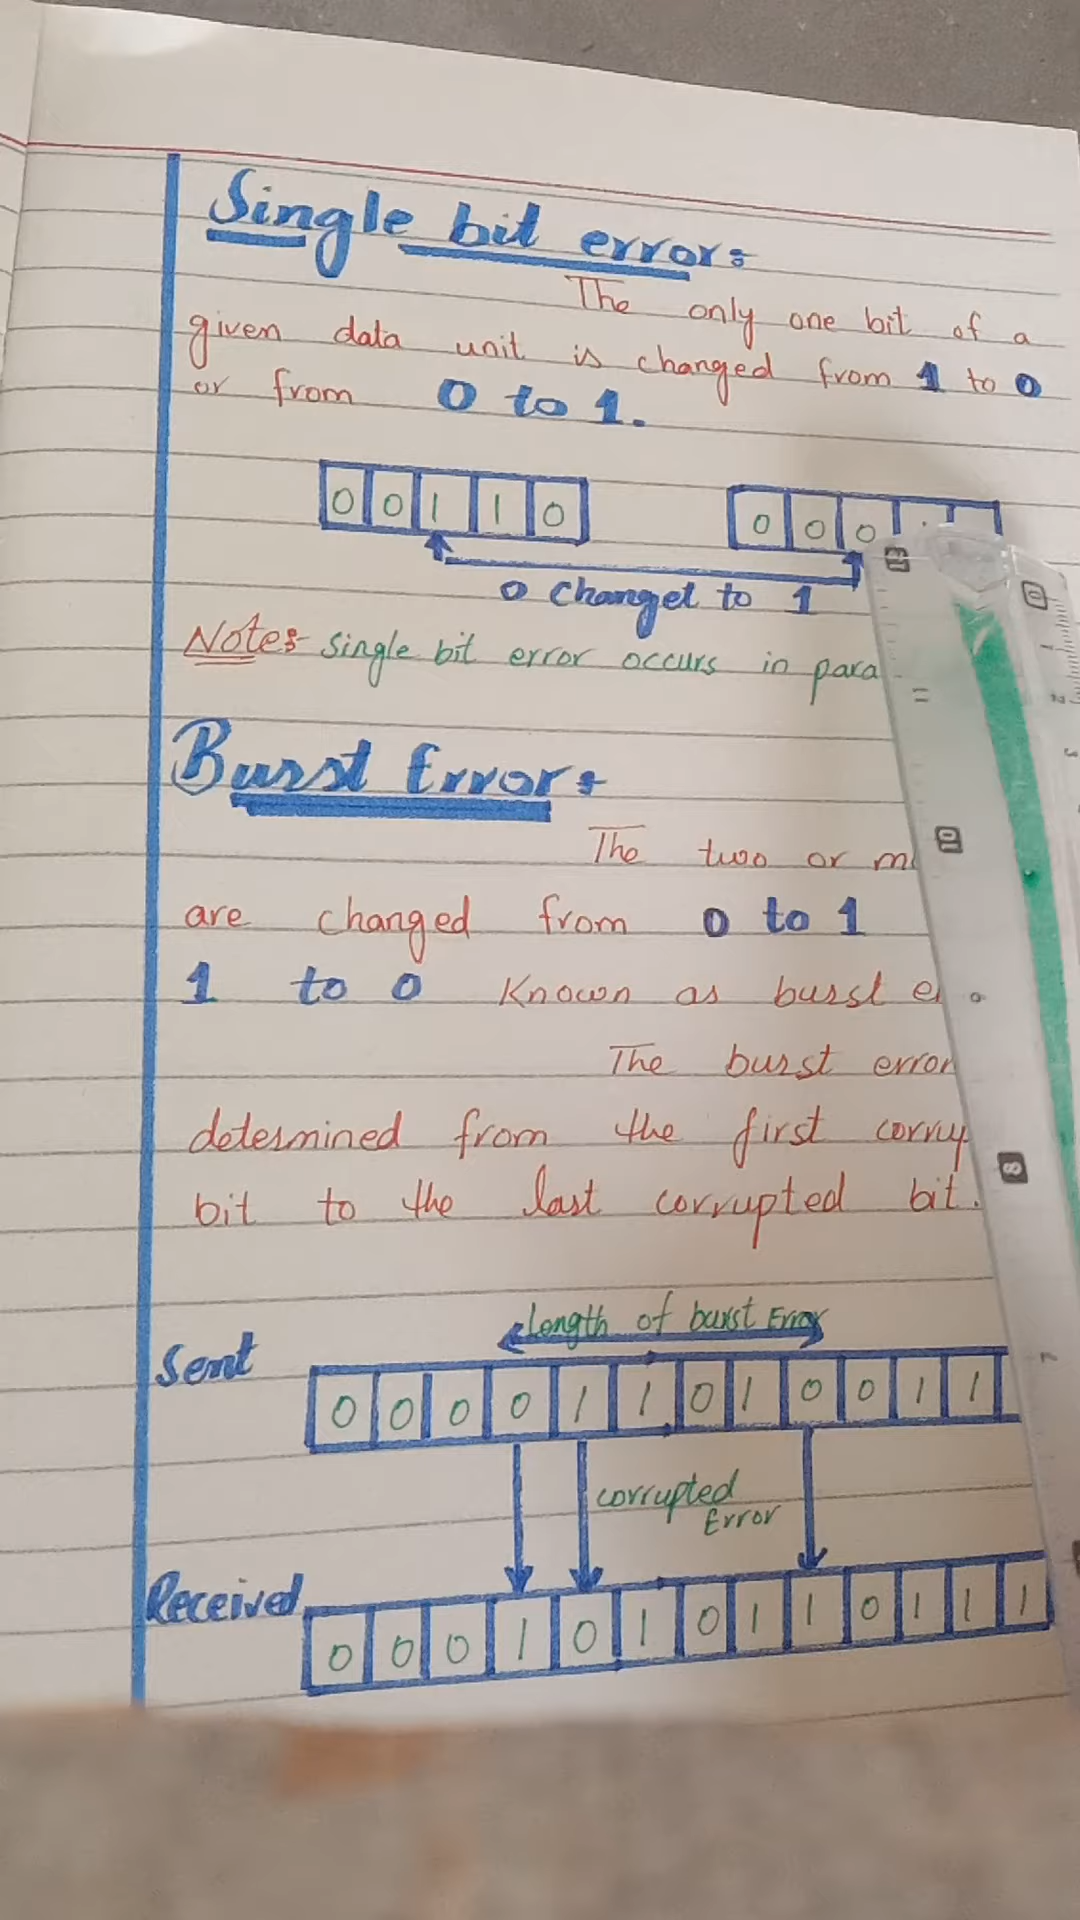 Single bit error:
The only one bit of a
given data unit is changed from 1 to 0
or from 0 to 1.
0 0 1 1 0 0 0 0
0 changet to 1
Note:- single bit error occurs in para
Burst Error:
The two or m
are changed from 0 to 1
1 to 0 Known as burst e
The burst error
determined from the first corrup
bit to the last corrupted bit.
Length of burst Error
Sent
0 0 0 0 1 1 0 1 0 0 1 1
corrupted
Error
Received
0 0 0 1 0 1 0 1 1 0 1 1 1